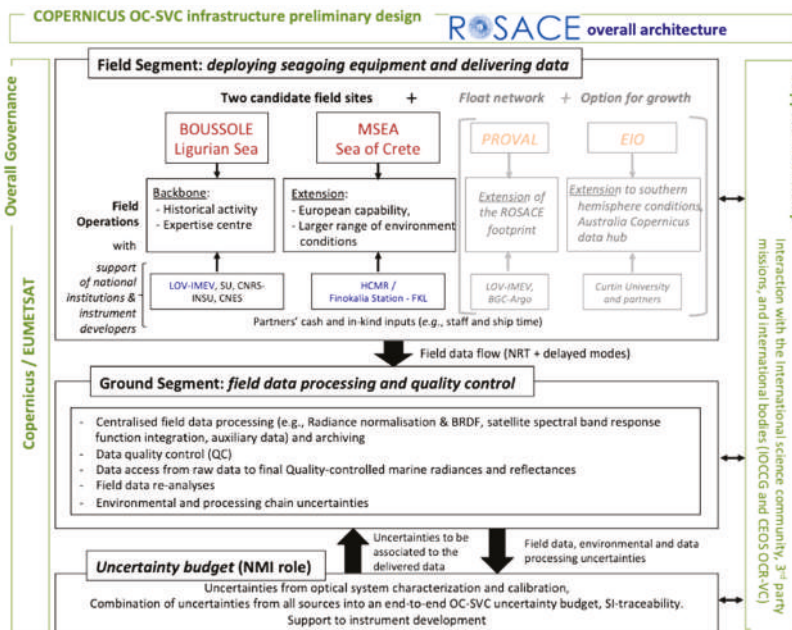 COPERNICUS OC-SVC infrastructure preliminary design
ROSACE overall architecture
Overall Governance
Copernicus / EUMETSAT
Field Segment: deploying seagoing equipment and delivering data
Two candidate field sites + Float network + Option for growth
BOUSSOLE
Ligurian Sea
MSEA
Sea of Crete
PROVAL
EIO
Field
Operations
with
support
of national
institutions &
instrument
developers
Backbone:
- Historical activity
- Expertise centre
Extension:
- European capability,
- Larger range of environment
conditions
Extension of
the ROSACE
footprint
Extension to southern
hemisphere conditions,
Australia Copernicus
data hub
LOV-IMEV, SU, CNRS-
INSU, CNES
HCMR /
Finokalia Station - FKL
LOV-IMEV,
BGC-Argo
Curtin University
and partners
Partners' cash and in-kind inputs (e.g., staff and ship time)
Field data flow (NRT + delayed modes)
Ground Segment: field data processing and quality control
- Centralised field data processing (e.g., Radiance normalisation & BRDF, satellite spectral band response
function integration, auxiliary data) and archiving
- Data quality control (QC)
- Data access from raw data to final Quality-controlled marine radiances and reflectances
- Field data re-analyses
- Environmental and processing chain uncertainties
Uncertainties to be
associated to the
delivered data
Field data, environmental and data
processing uncertainties
Uncertainty budget (NMI role)
Uncertainties from optical system characterization and calibration,
Combination of uncertainties from all sources into an end-to-end OC-SVC uncertainty budget, SI-traceability.
Support to instrument development
Interaction with the International science community, 3rd party
missions, and international bodies (IOCCG and CEOS OCR-VC)